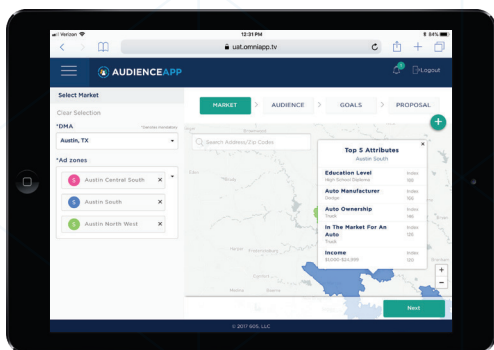 Verizon
12:31 PM
84%
uat.omniapp.tv
AUDIENCEAPP
Logout
Select Market
Clear Selection
*DMA
Austin, TX
*Ad zones
S Austin Central South ×
S Austin South ×
S Austin North West ×
MARKET > AUDIENCE > GOALS > PROPOSAL
+
Search Address/Zip Codes
×
Top 5 Attributes
Austin South
Education Level Index
High School Diploma
Auto Manufacturer Index
Dodge
Auto Ownership Index
Truck
In The Market For An Index
Auto
Truck
Income Index
+
−
Next
© 2017 605, LLC